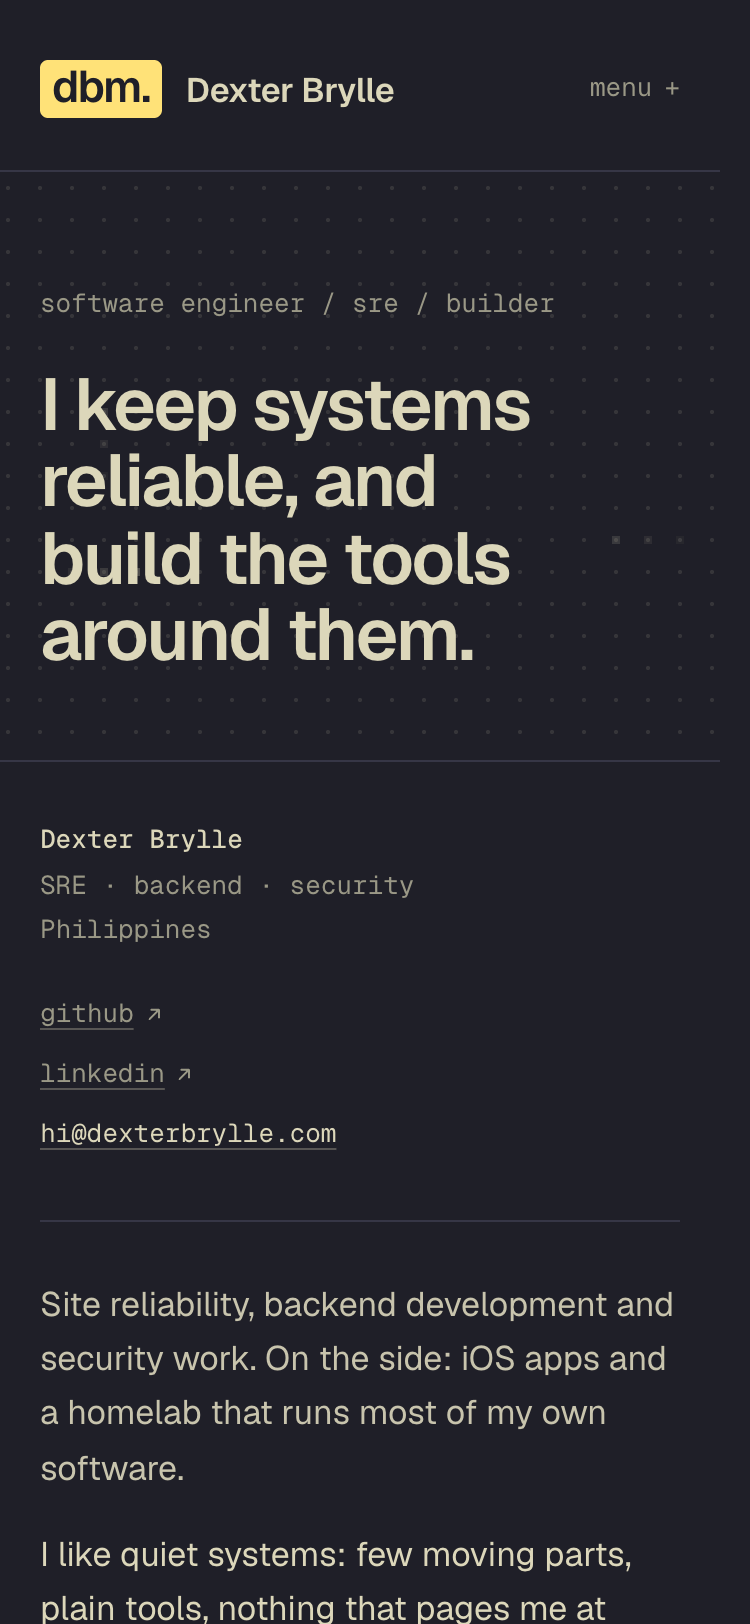 dbm.
Dexter Brylle
menu +
software engineer / sre / builder
I keep systems
reliable, and
build the tools
around them.
Dexter Brylle
SRE · backend · security
Philippines
github ↗
linkedin ↗
hi@dexterbrylle.com
Site reliability, backend development and
security work. On the side: iOS apps and
a homelab that runs most of my own
software.
I like quiet systems: few moving parts,
plain tools, nothing that pages me at